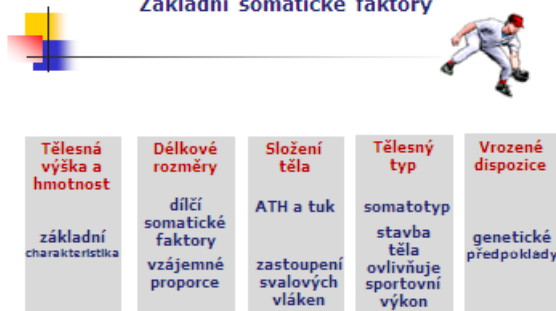 Základní somatické faktory
Tělesná
výška a
hmotnost
základní
charakteristika
Délkové
rozměry
dílčí
somatické
faktory
vzájemné
proporce
Složení
těla
ATH a tuk
zastoupení
svalových
vláken
Tělesný
typ
somatotyp
stavba
těla
ovlivňuje
sportovní
výkon
Vrozené
dispozice
genetické
předpoklady